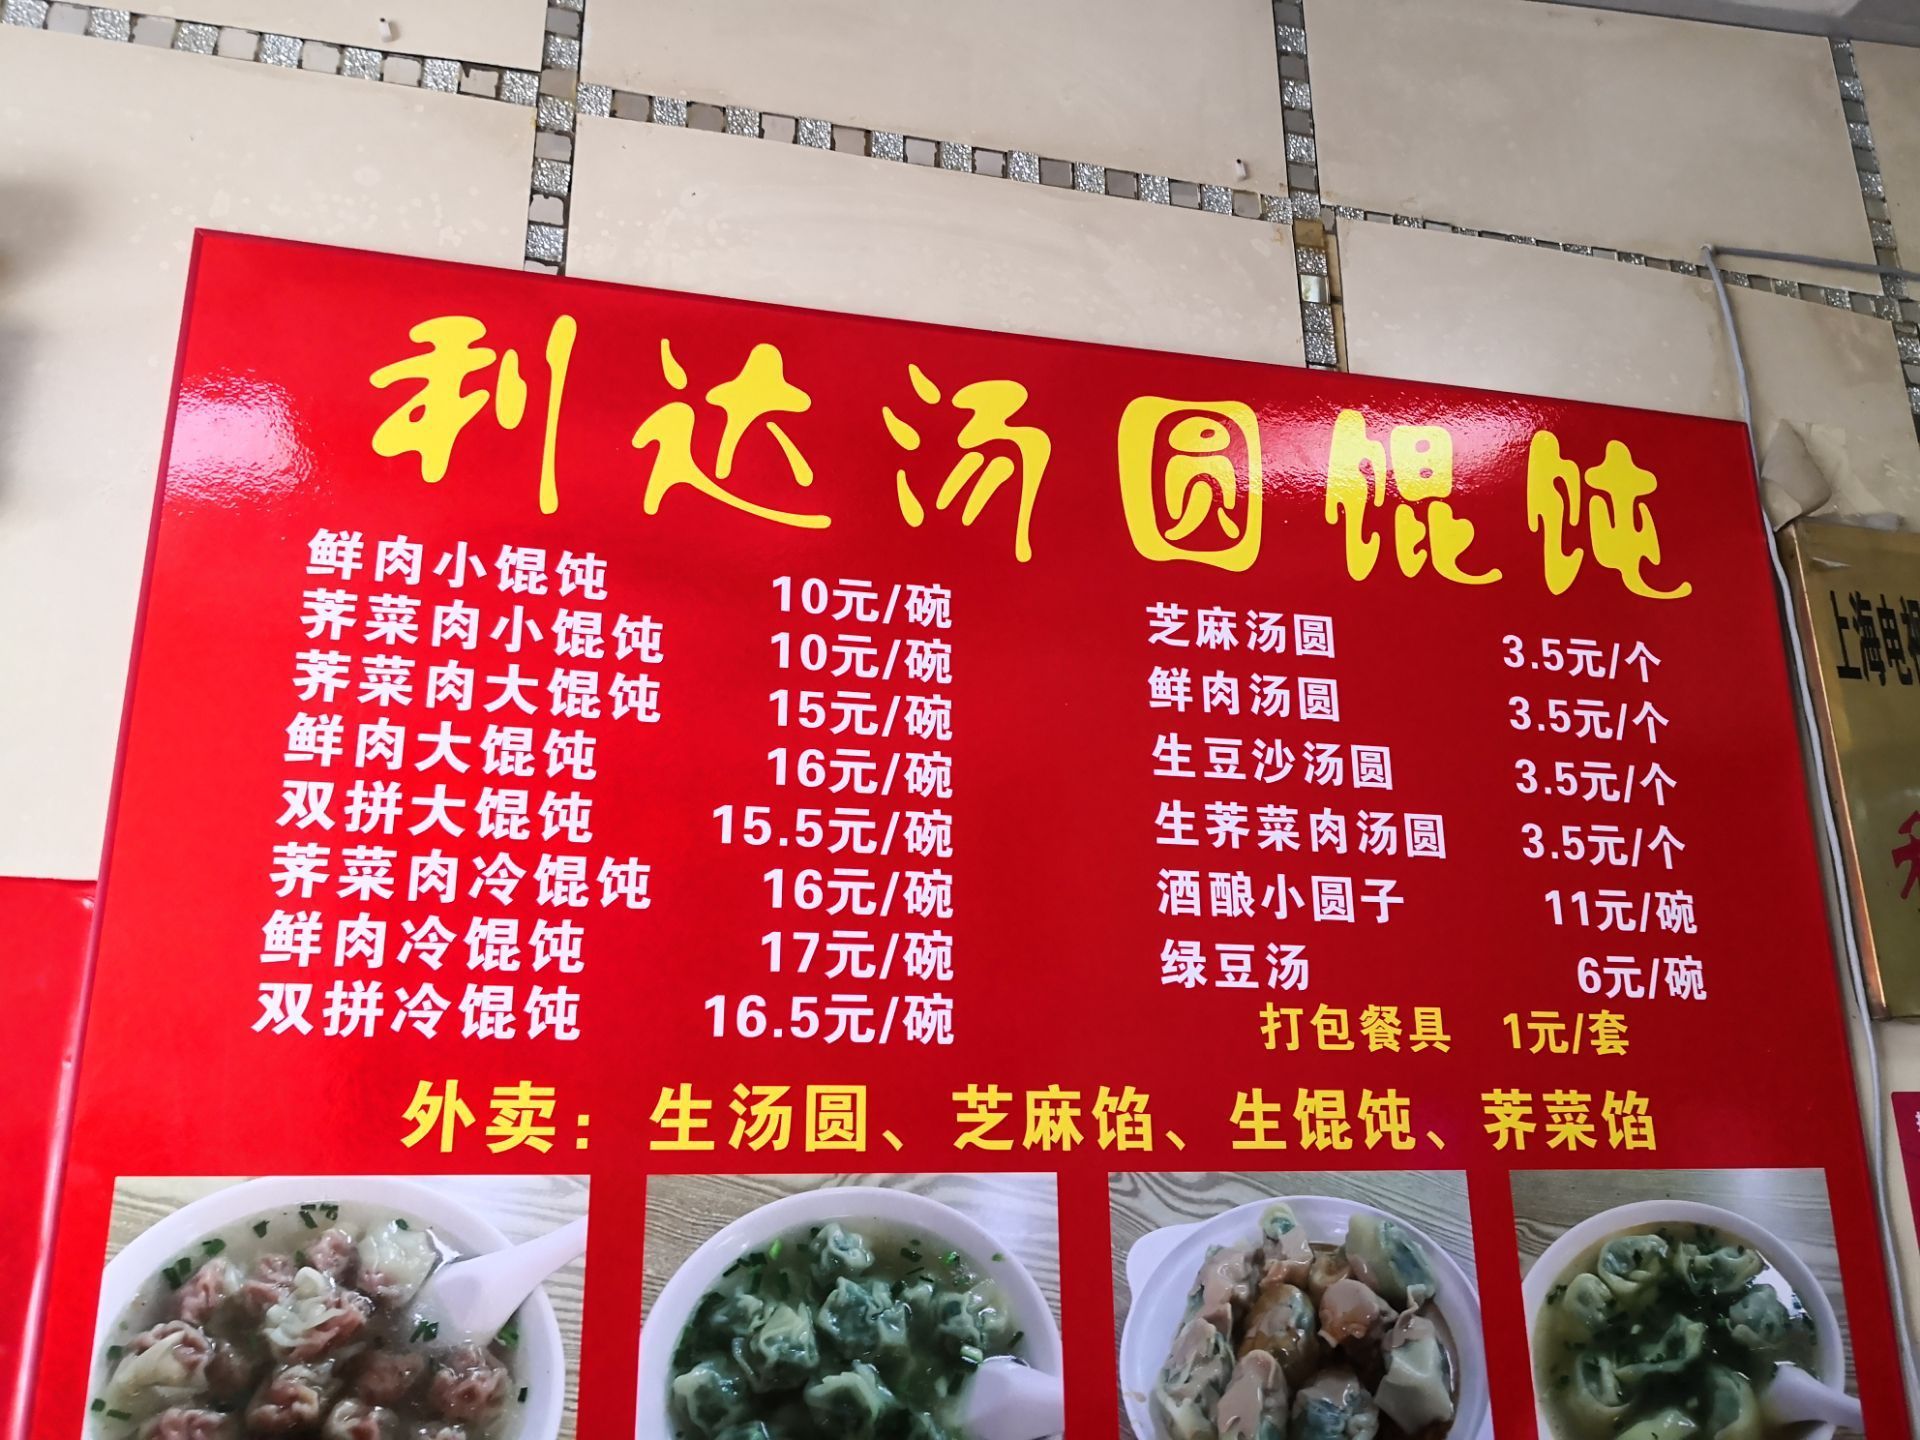 利达汤圆馄饨
鲜肉小馄饨 10元/碗
荠菜肉小馄饨 10元/碗
荠菜肉大馄饨 15元/碗
鲜肉大馄饨 16元/碗
双拼大馄饨 15.5元/碗
荠菜肉冷馄饨 16元/碗
鲜肉冷馄饨 17元/碗
双拼冷馄饨 16.5元/碗
芝麻汤圆 3.5元/个
鲜肉汤圆 3.5元/个
生豆沙汤圆 3.5元/个
生荠菜肉汤圆 3.5元/个
酒酿小圆子 11元/碗
绿豆汤 6元/碗
打包餐具 1元/套
外卖：生汤圆、芝麻馅、生馄饨、荠菜馅
上海电视